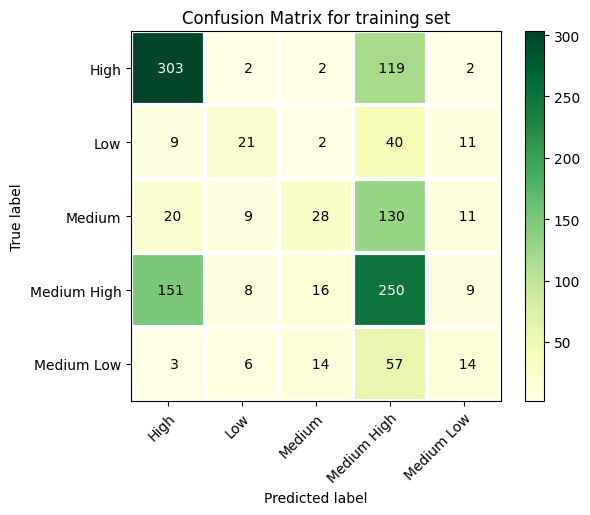 Confusion Matrix for training set
High 303 2 2 119 2
Low 9 21 2 40 11
Medium 20 9 28 130 11
Medium High 151 8 16 250 9
Medium Low 3 6 14 57 14
High Low Medium Medium High Medium Low
Predicted label
True label
300
250
200
150
100
50